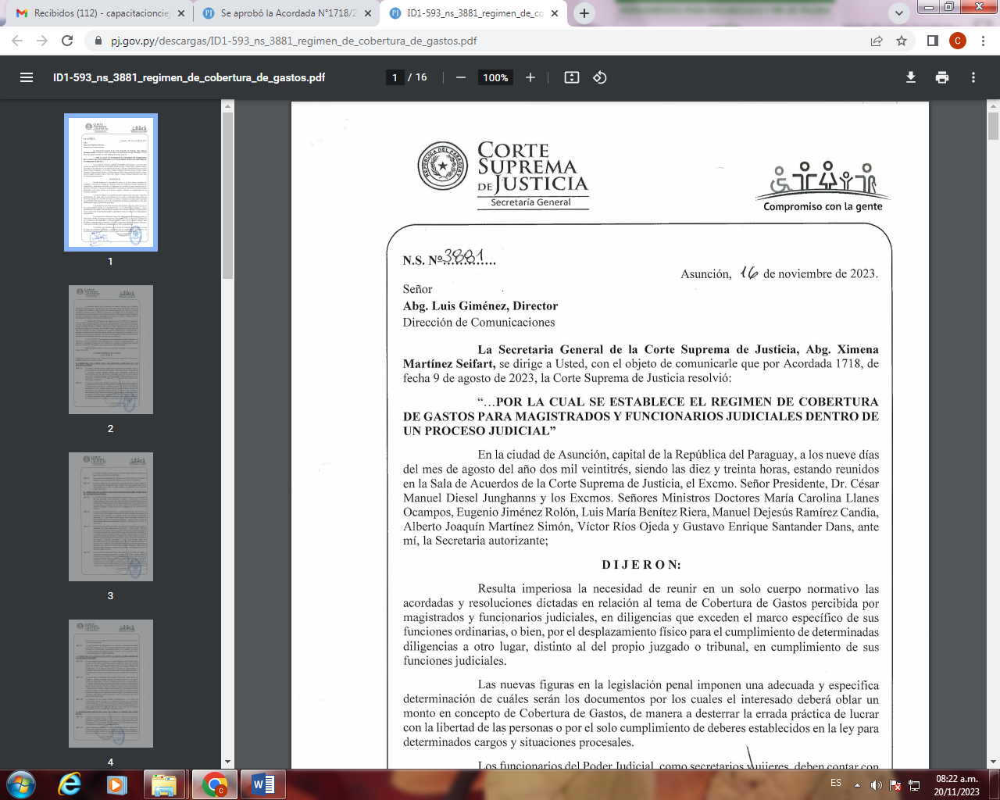 Recibidos (112) - capacitacioncie
Se aprobó la Acordada N°1718/2
ID1-593_ns_3881_regimen_de_co
pj.gov.py/descargas/ID1-593_ns_3881_regimen_de_cobertura_de_gastos.pdf
C
ID1-593_ns_3881_regimen_de_cobertura_de_gastos.pdf
1 / 16
100%
1
2
3
4
CORTE
SUPREMA
DE JUSTICIA
Secretaría General
Compromiso con la gente
N.S. Nº 3881
Asunción, 16 de noviembre de 2023.
Señor
Abg. Luis Giménez, Director
Dirección de Comunicaciones
La Secretaria General de la Corte Suprema de Justicia, Abg. Ximena
Martínez Seifart, se dirige a Usted, con el objeto de comunicarle que por Acordada 1718, de
fecha 9 de agosto de 2023, la Corte Suprema de Justicia resolvió:
“…POR LA CUAL SE ESTABLECE EL REGIMEN DE COBERTURA
DE GASTOS PARA MAGISTRADOS Y FUNCIONARIOS JUDICIALES DENTRO DE
UN PROCESO JUDICIAL”
En la ciudad de Asunción, capital de la República del Paraguay, a los nueve días
del mes de agosto del año dos mil veintitrés, siendo las diez y treinta horas, estando reunidos
en la Sala de Acuerdos de la Corte Suprema de Justicia, el Excmo. Señor Presidente, Dr. César
Manuel Diesel Junghanns y los Excmos. Señores Ministros Doctores María Carolina Llanes
Ocampos, Eugenio Jiménez Rolón, Luis María Benítez Riera, Manuel Dejesús Ramírez Candia,
Alberto Joaquín Martínez Simón, Víctor Ríos Ojeda y Gustavo Enrique Santander Dans, ante
mí, la Secretaria autorizante;
D I J E R O N:
Resulta imperiosa la necesidad de reunir en un solo cuerpo normativo las
acordadas y resoluciones dictadas en relación al tema de Cobertura de Gastos percibida por
magistrados y funcionarios judiciales, en diligencias que exceden el marco específico de sus
funciones ordinarias, o bien, por el desplazamiento físico para el cumplimiento de determinadas
diligencias a otro lugar, distinto al del propio juzgado o tribunal, en cumplimiento de sus
funciones judiciales.
Las nuevas figuras en la legislación penal imponen una adecuada y especifica
determinación de cuáles serán los documentos por los cuales el interesado deberá oblar un
monto en concepto de Cobertura de Gastos, de manera a desterrar la errada práctica de lucrar
con la libertad de las personas o por el solo cumplimiento de deberes establecidos en la ley para
determinados cargos y situaciones procesales.
Los funcionarios del Poder Judicial, como secretarios y ujieres, deben contar con
ES
08:22 a.m.
20/11/2023